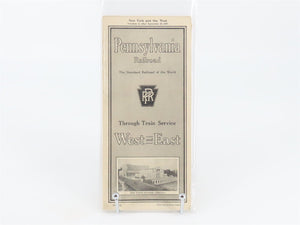 New York and the West
Pennsylvania
Railroad
The Standard Railroad of the World
PRR
Through Train Service
West and East